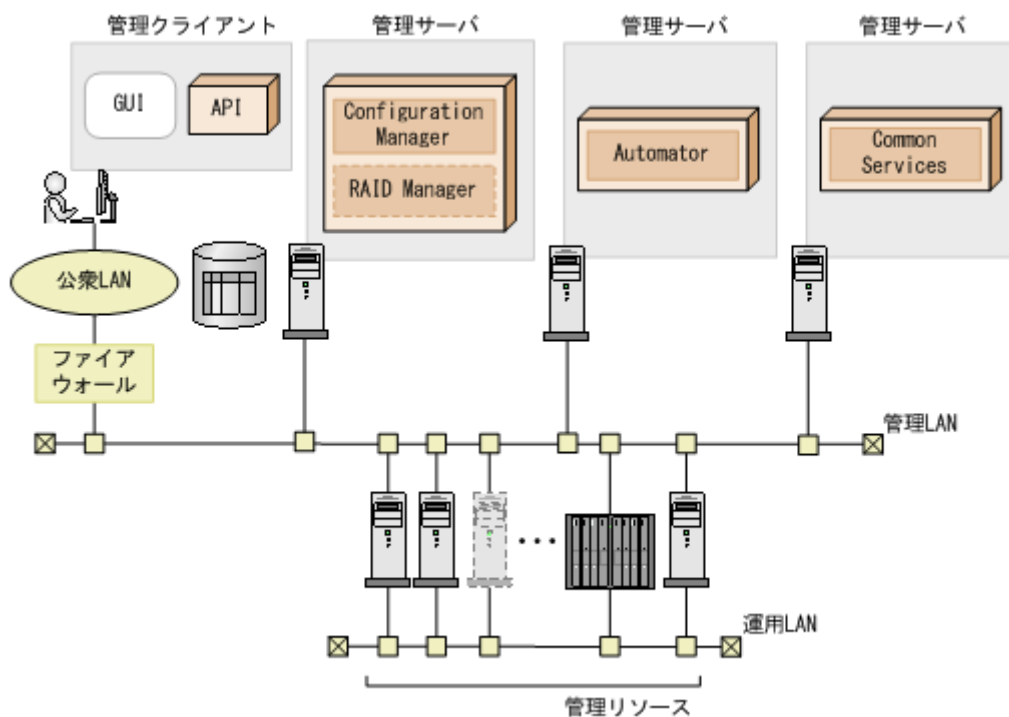 管理クライアント
管理サーバ
管理サーバ
管理サーバ
GUI
API
Configuration
Manager
RAID Manager
Automator
Common
Services
公衆LAN
ファイア
ウォール
管理LAN
・・・
運用LAN
管理リソース